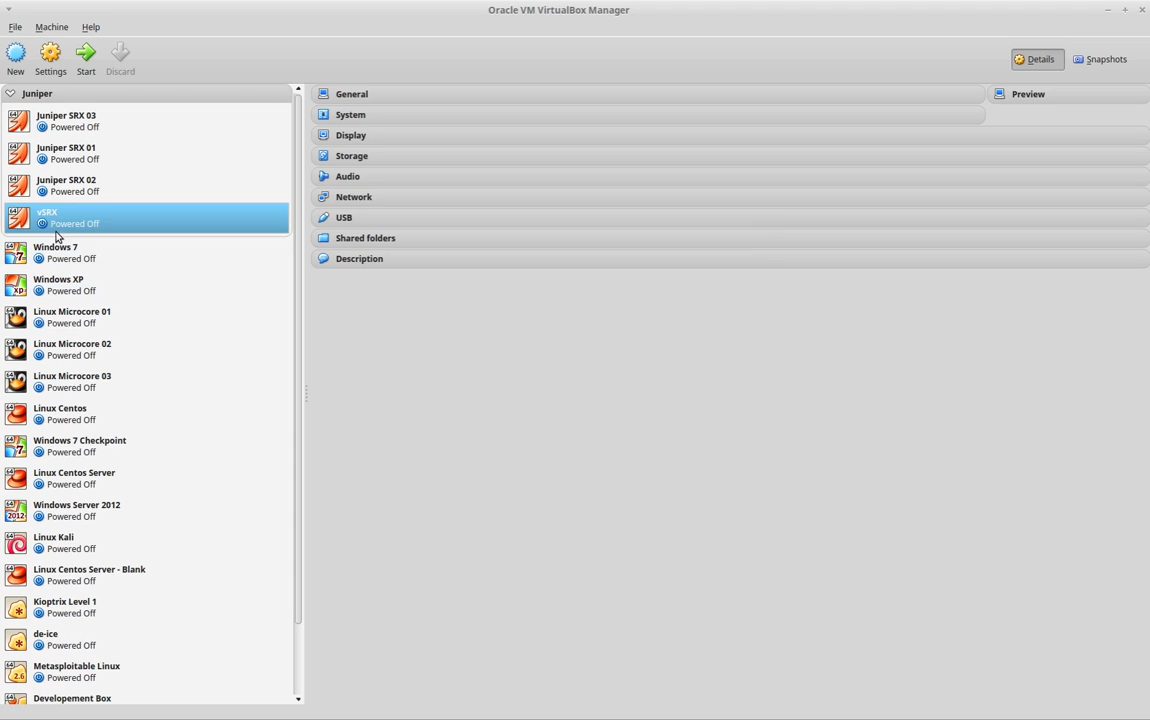 Oracle VM VirtualBox Manager
File Machine Help
New Settings Start Discard
Details Snapshots
Juniper
Juniper SRX 03
Powered Off
Juniper SRX 01
Powered Off
Juniper SRX 02
Powered Off
vSRX
Powered Off
Windows 7
Powered Off
Windows XP
Powered Off
Linux Microcore 01
Powered Off
Linux Microcore 02
Powered Off
Linux Microcore 03
Powered Off
Linux Centos
Powered Off
Windows 7 Checkpoint
Powered Off
Linux Centos Server
Powered Off
Windows Server 2012
Powered Off
Linux Kali
Powered Off
Linux Centos Server - Blank
Powered Off
Kioptrix Level 1
Powered Off
de-ice
Powered Off
Metasploitable Linux
Powered Off
Developement Box
General
Preview
System
Display
Storage
Audio
Network
USB
Shared folders
Description